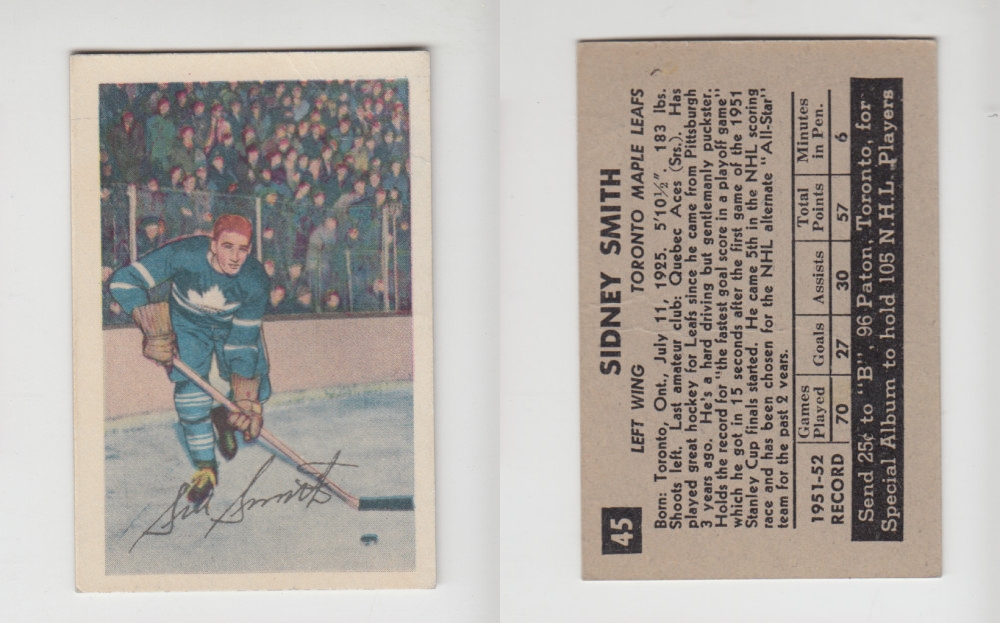 Sid Smith
45
SIDNEY SMITH
LEFT WING TORONTO MAPLE LEAFS
Born: Toronto, Ont., July 11, 1925. 5'10½". 183 lbs.
Shoots left. Last amateur club: Quebec Aces (Srs.). Has
played great hockey for Leafs since he came from Pittsburgh
3 years ago. He's a hard driving but gentlemanly puckster.
Holds the record for "the fastest goal score in a playoff game"
which he got in 15 seconds after the first game of the 1951
Stanley Cup finals started. He came 5th in the NHL scoring
race and has been chosen for the NHL alternate "All-Star"
team for the past 2 years.
1951-52 Games Goals Assists Total Minutes
RECORD Played Points in Pen.
70 27 30 57 6
Send 25¢ to "B", 96 Paton, Toronto, for
Special Album to hold 105 N.H.L. Players